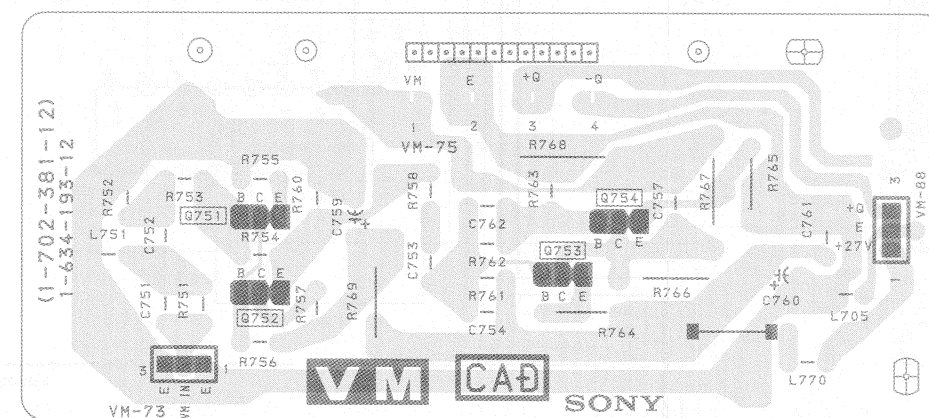 VM E +Q -Q
1 2 3 4
VM-75
R768
(1-702-381-12)
1-634-193-12
R752
R753
R755
Q751
B C E
R760
R754
L751
C752
C759
+
R758
C753
R763
C762
R762
Q754
B C E
C757
R767
R765
C761
3
VM-88
+Q
E
+27V
1
C751
R751
B C E
Q752
R757
R756
R769
R761
C754
Q753
B C E
R764
R766
+
C760
L705
L770
3 1
E
VM IN
E
VM-73
VM
CAD
SONY